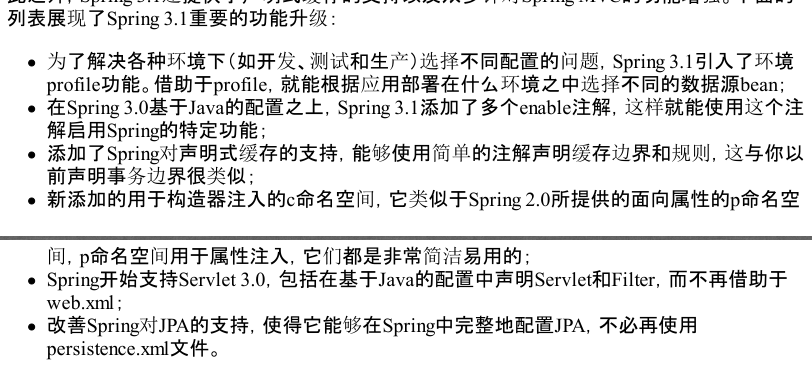 列表展现了Spring 3.1重要的功能升级：
● 为了解决各种环境下（如开发、测试和生产）选择不同配置的问题，Spring 3.1引入了环境
profile功能。借助于profile，就能根据应用部署在什么环境之中选择不同的数据源bean；
● 在Spring 3.0基于Java的配置之上，Spring 3.1添加了多个enable注解，这样就能使用这个注
解启用Spring的特定功能；
● 添加了Spring对声明式缓存的支持，能够使用简单的注解声明缓存边界和规则，这与你以
前声明事务边界很类似；
● 新添加的用于构造器注入的c命名空间，它类似于Spring 2.0所提供的面向属性的p命名空
间，p命名空间用于属性注入，它们都是非常简洁易用的；
● Spring开始支持Servlet 3.0，包括在基于Java的配置中声明Servlet和Filter，而不再借助于
web.xml；
● 改善Spring对JPA的支持，使得它能够在Spring中完整地配置JPA，不必再使用
persistence.xml文件。